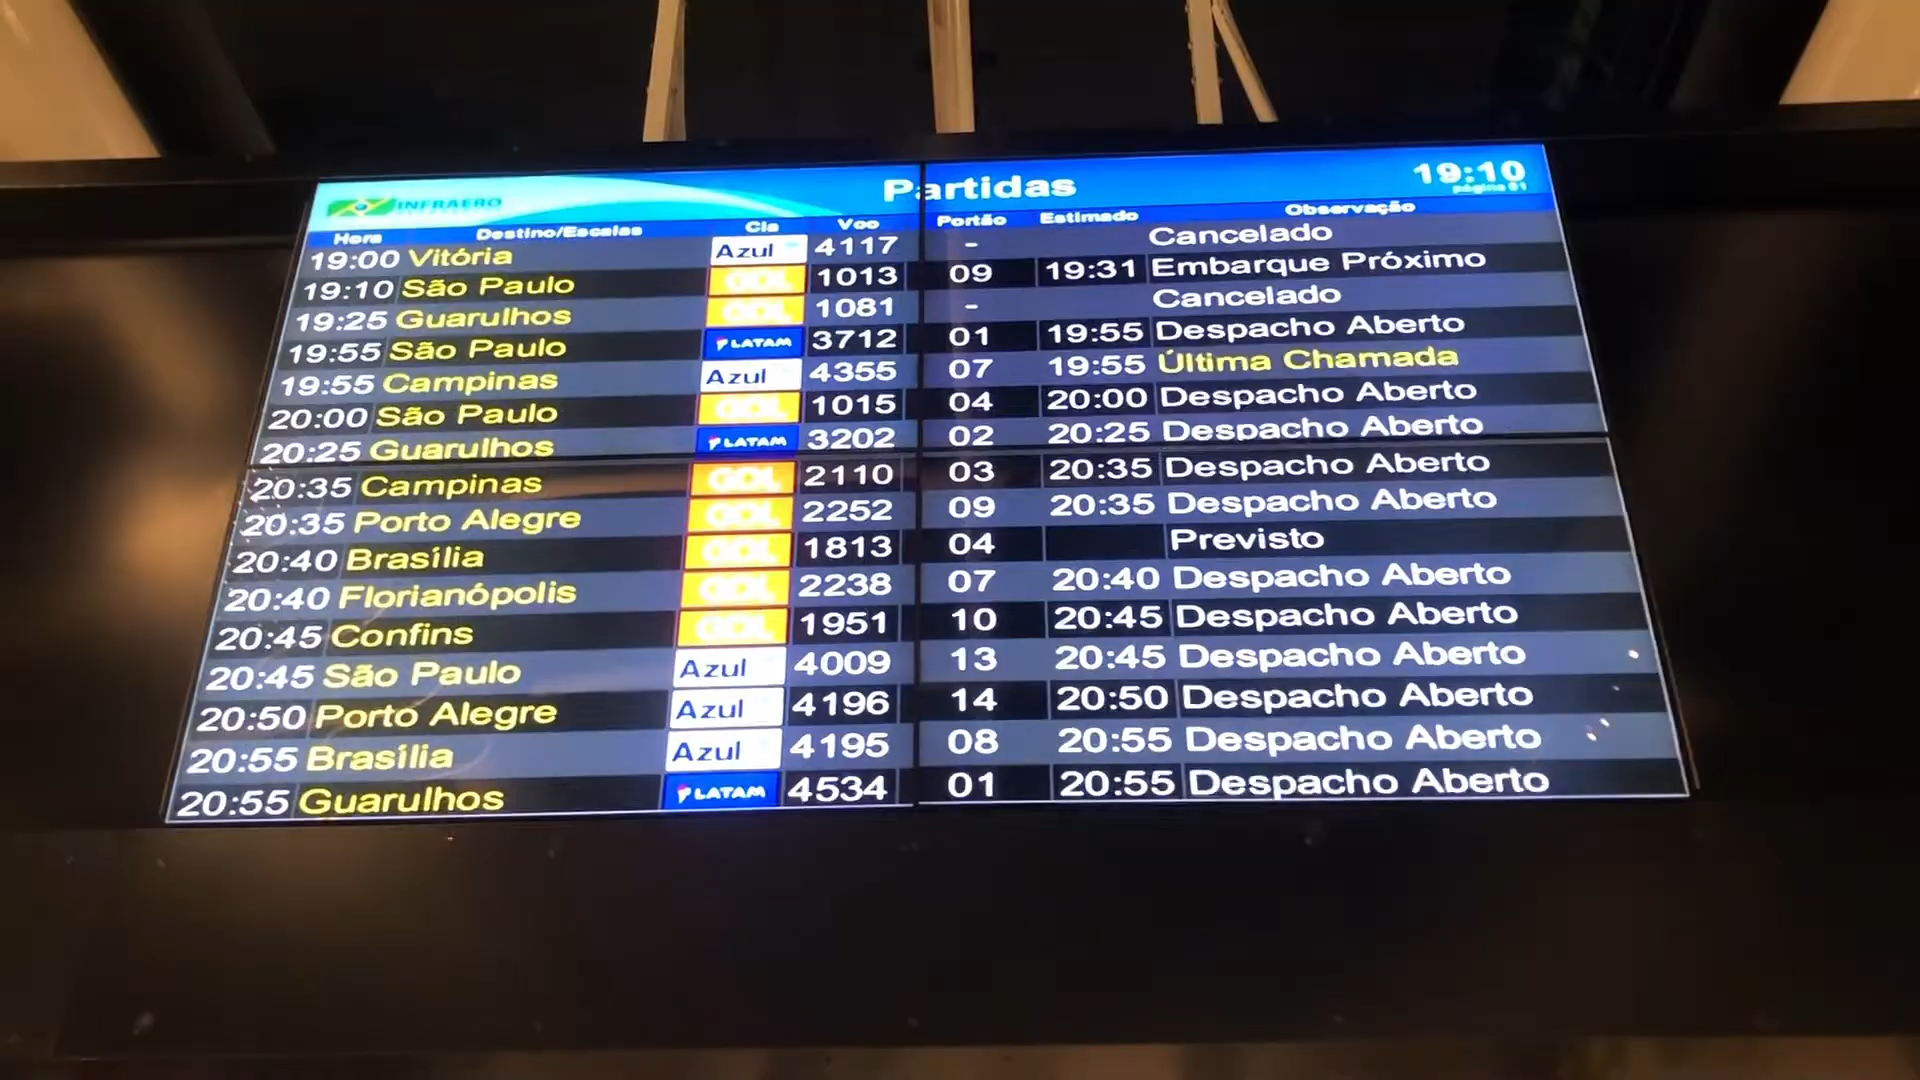 INFRAERO Partidas 19:10
página 01
Hora Destino/Escalas Cia Voo Portão Estimado Observação
19:00 Vitória Azul 4117 - Cancelado
19:10 São Paulo GOL 1013 09 19:31 Embarque Próximo
19:25 Guarulhos GOL 1081 - Cancelado
19:55 São Paulo LATAM 3712 01 19:55 Despacho Aberto
19:55 Campinas Azul 4355 07 19:55 Última Chamada
20:00 São Paulo GOL 1015 04 20:00 Despacho Aberto
20:25 Guarulhos LATAM 3202 02 20:25 Despacho Aberto
20:35 Campinas GOL 2110 03 20:35 Despacho Aberto
20:35 Porto Alegre GOL 2252 09 20:35 Despacho Aberto
20:40 Brasília GOL 1813 04 Previsto
20:40 Florianópolis GOL 2238 07 20:40 Despacho Aberto
20:45 Confins GOL 1951 10 20:45 Despacho Aberto
20:45 São Paulo Azul 4009 13 20:45 Despacho Aberto
20:50 Porto Alegre Azul 4196 14 20:50 Despacho Aberto
20:55 Brasília Azul 4195 08 20:55 Despacho Aberto
20:55 Guarulhos LATAM 4534 01 20:55 Despacho Aberto